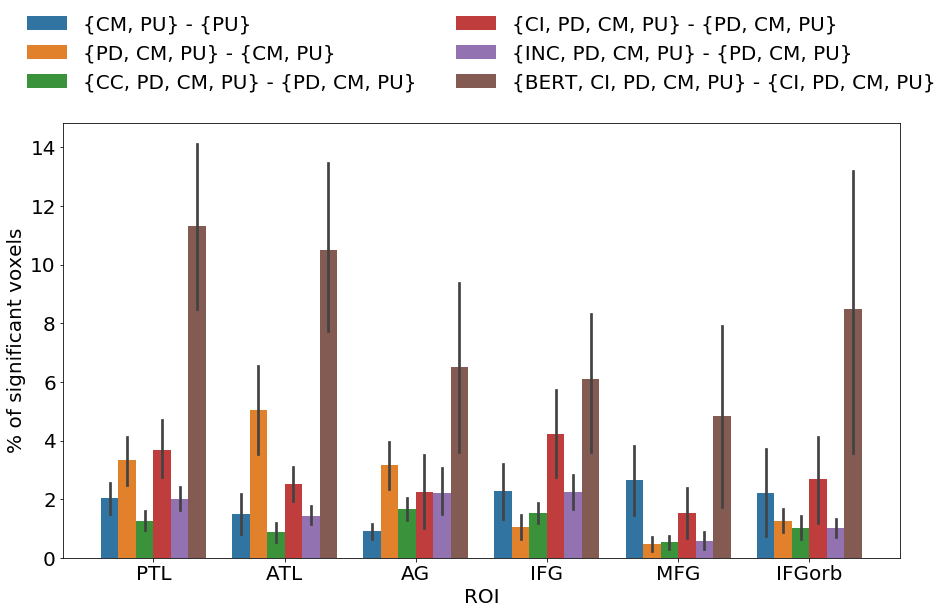 {CM, PU} - {PU}
{PD, CM, PU} - {CM, PU}
{CC, PD, CM, PU} - {PD, CM, PU}
{CI, PD, CM, PU} - {PD, CM, PU}
{INC, PD, CM, PU} - {PD, CM, PU}
{BERT, CI, PD, CM, PU} - {CI, PD, CM, PU}
% of significant voxels
14
12
10
8
6
4
2
0
PTL ATL AG IFG MFG IFGorb
ROI